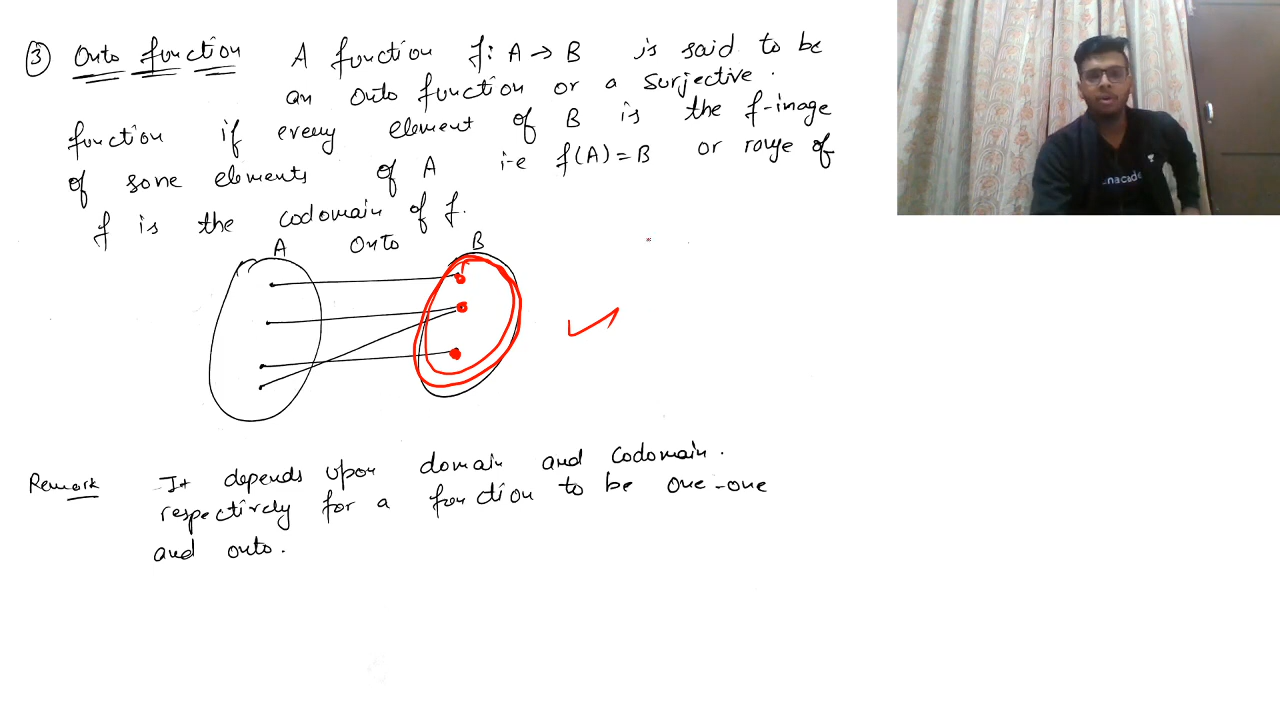 ③ Onto function A function f: A → B is said to be
an onto function or a surjective.
function if every element of B is the f-image
of some elements of A i-e f(A) = B or range of
f is the codomain of f.
A Onto B
Remark It depends upon domain and codomain.
respectively for a function to be one-one
and onto.
nacade